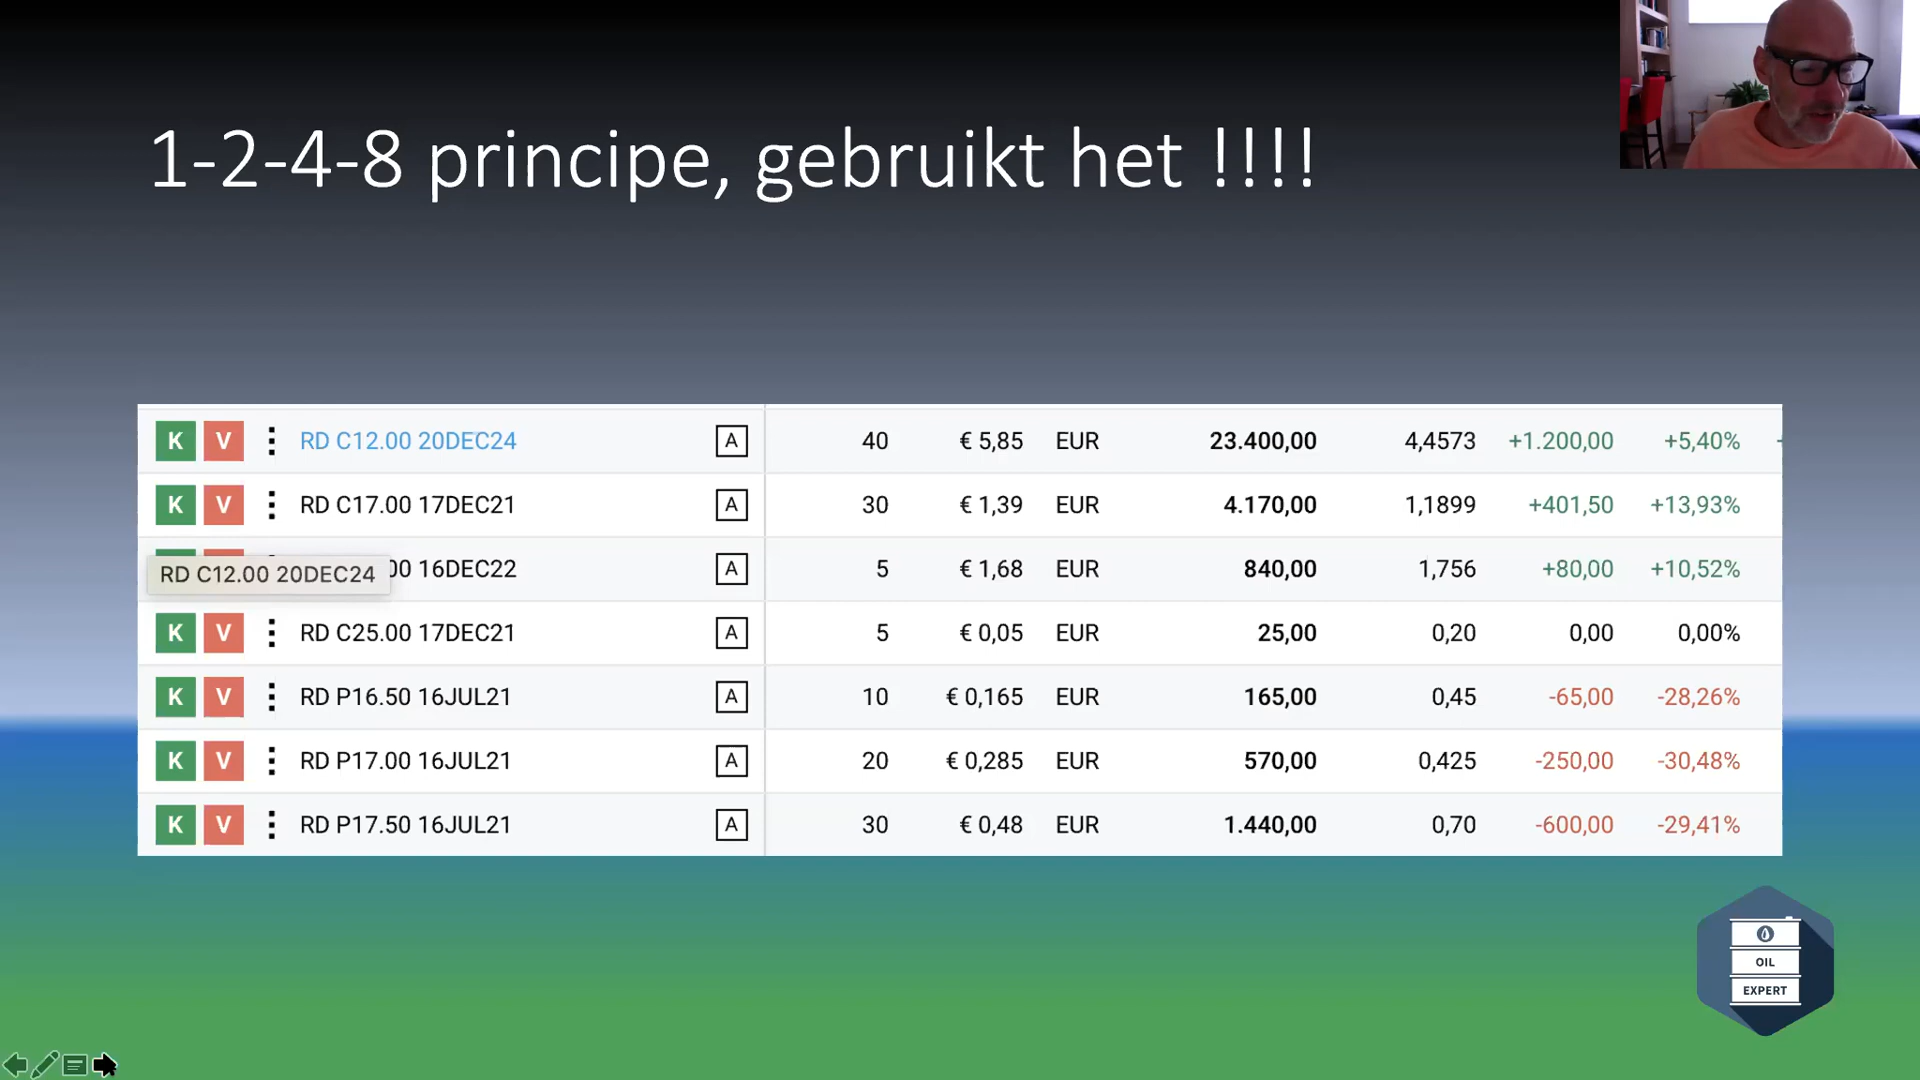 1-2-4-8 principe, gebruikt het !!!!
K V RD C12.00 20DEC24 A 40 € 5,85 EUR 23.400,00 4,4573 +1.200,00 +5,40%
K V RD C17.00 17DEC21 A 30 € 1,39 EUR 4.170,00 1,1899 +401,50 +13,93%
RD C12.00 20DEC24 00 16DEC22 A 5 € 1,68 EUR 840,00 1,756 +80,00 +10,52%
K V RD C25.00 17DEC21 A 5 € 0,05 EUR 25,00 0,20 0,00 0,00%
K V RD P16.50 16JUL21 A 10 € 0,165 EUR 165,00 0,45 -65,00 -28,26%
K V RD P17.00 16JUL21 A 20 € 0,285 EUR 570,00 0,425 -250,00 -30,48%
K V RD P17.50 16JUL21 A 30 € 0,48 EUR 1.440,00 0,70 -600,00 -29,41%
OIL
EXPERT